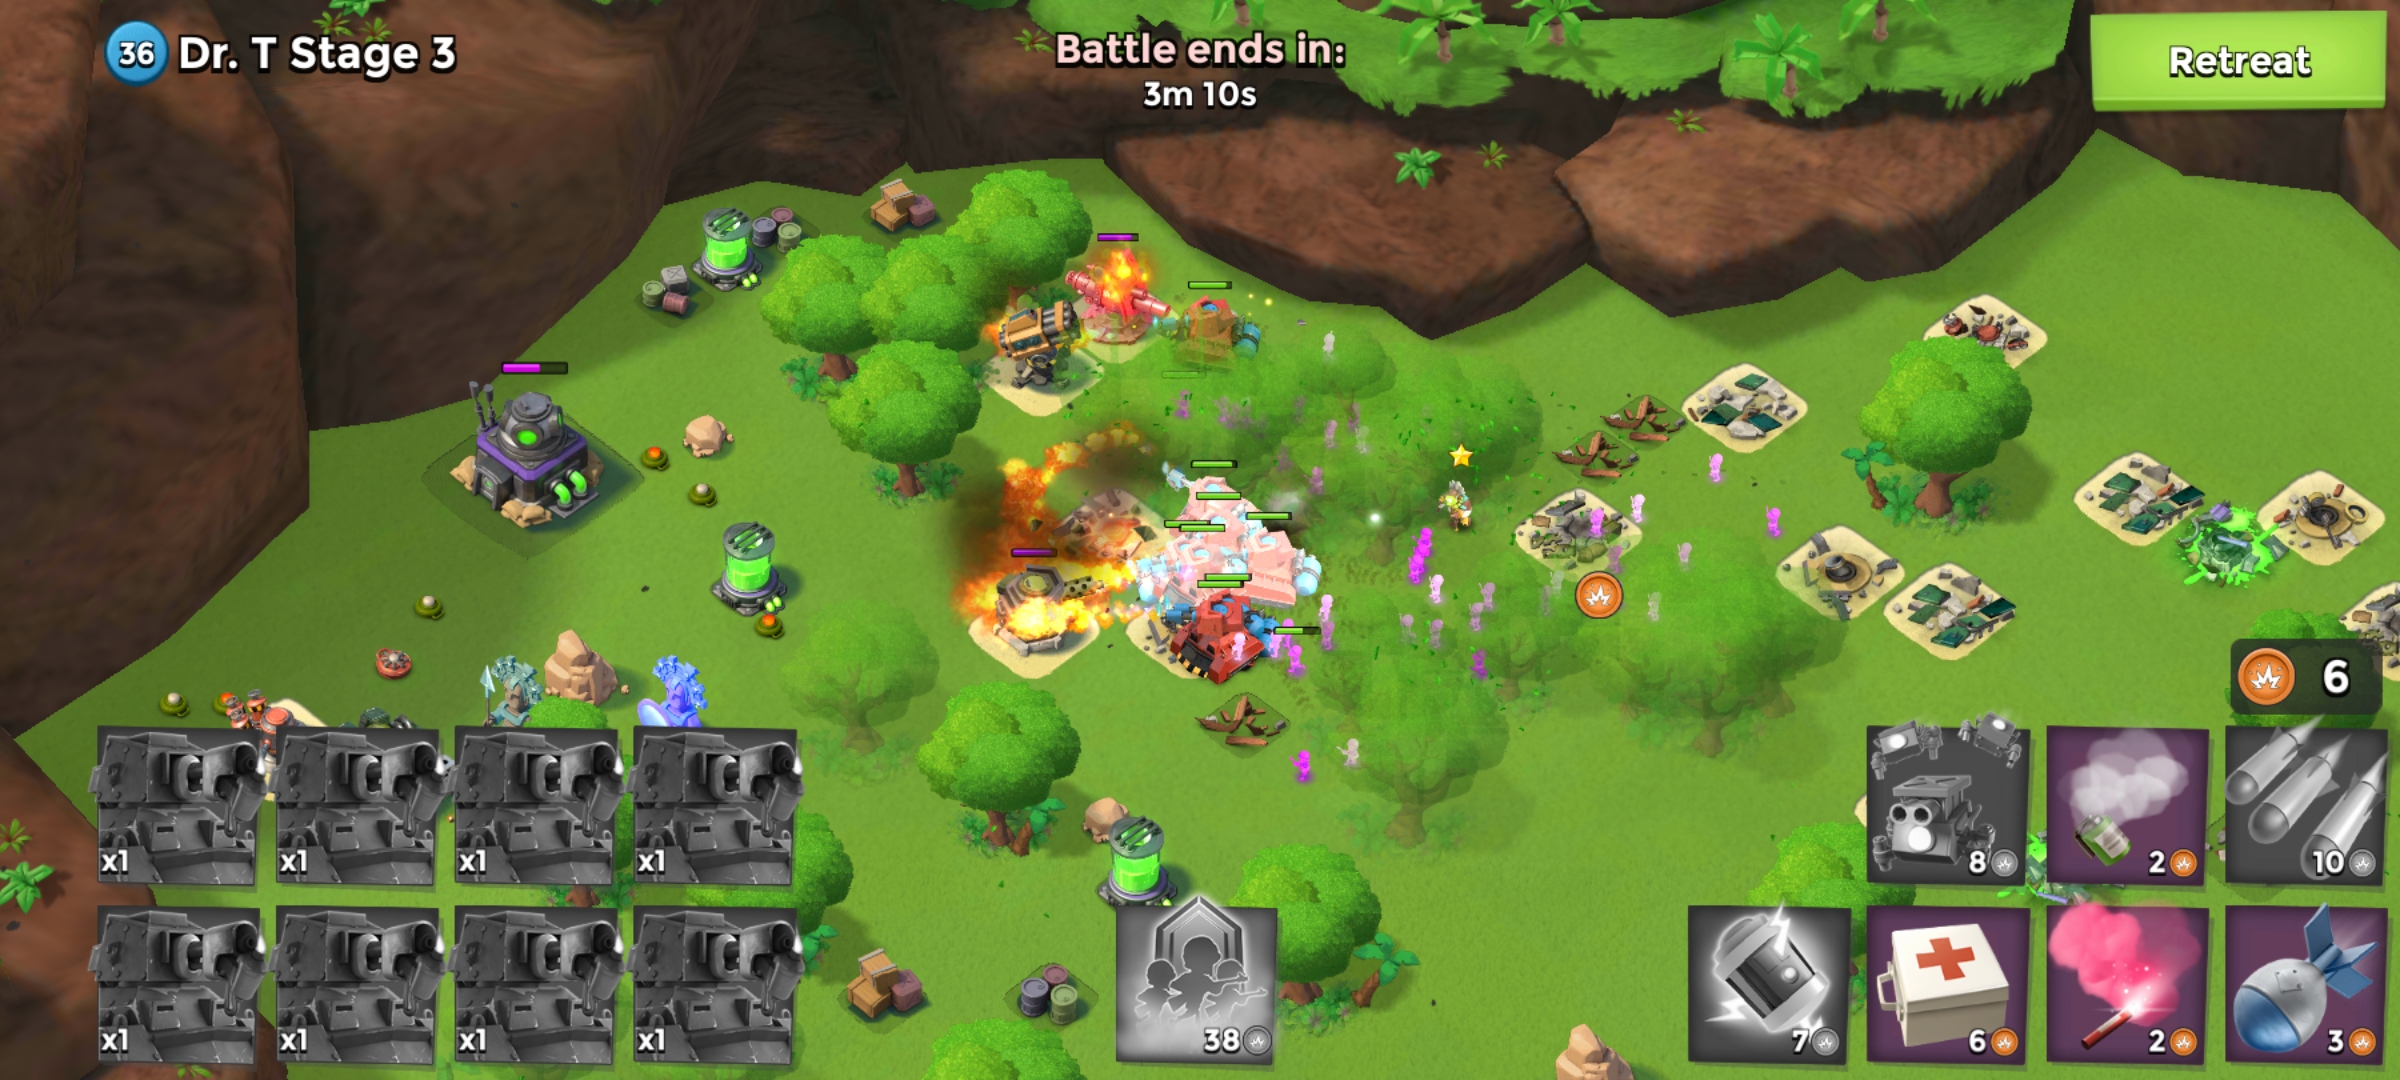 36 Dr. T Stage 3
Battle ends in:
3m 10s
Retreat
6
x1 x1 x1 x1
8 2 10
x1 x1 x1 x1
38 7 6 2 3